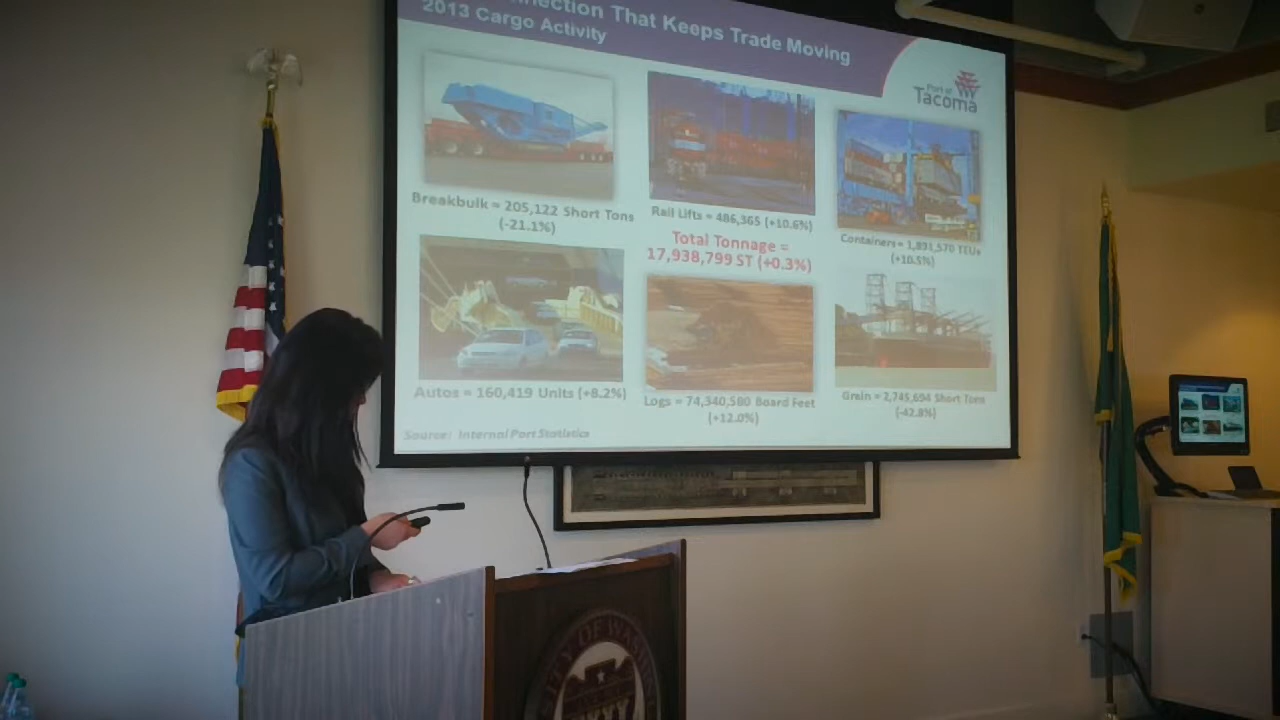 nnection That Keeps Trade Moving
2013 Cargo Activity
Port of
Tacoma
Breakbulk = 205,122 Short Tons
(-21.1%)
Rail Lifts = 486,365 (+10.6%)
Containers = 1,891,570 TEUs
(+10.5%)
Total Tonnage =
17,938,799 ST (+0.3%)
Autos = 160,419 Units (+8.2%)
Logs = 74,340,580 Board Feet
(+12.0%)
Grain = 2,745,694 Short Tons
(-42.8%)
Source: Internal Port Statistics